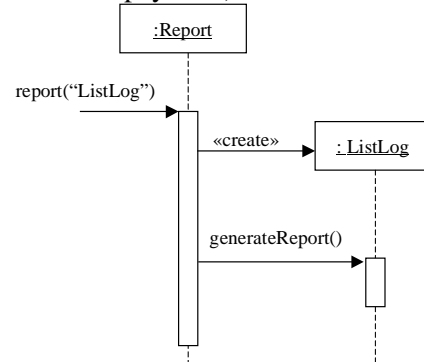 :Report
report(“ListLog”)
«create»
: ListLog
generateReport()